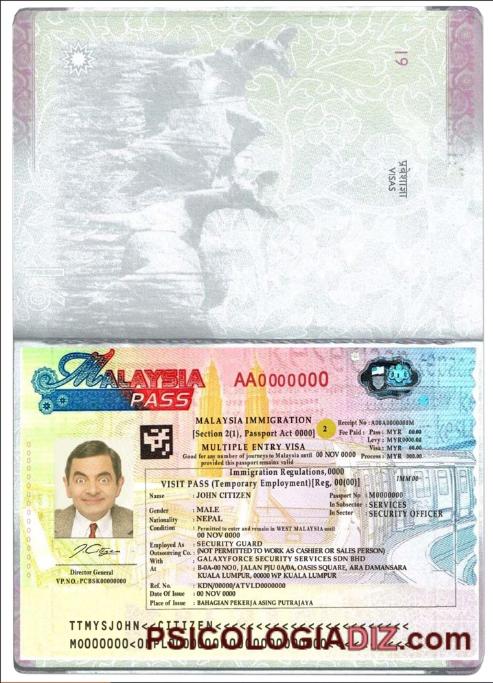 19
प्रवेशाज्ञा
VISAS
MALAYSIA
PASS
AA0000000
MALAYSIA IMMIGRATION
[Section 2(1), Passport Act 0000]
2
Receipt No : A00A0000000M
Fee Paid : Pass : MYR 00.00
Levy : MYR0000.00
Visa : MYR 00.00
Process : MYR 000.00
MULTIPLE ENTRY VISA
Good for any number of journeys to Malaysia until 00 NOV 0000
provided this passport remains valid
Immigration Regulations,0000
IMM 00
VISIT PASS (Temporary Employment)[Reg, 00(00)]
Name : JOHN CITIZEN
Passport No : M0000000
In Subsector : SERVICES
In Sector : SECURITY OFFICER
Gender : MALE
Nationality : NEPAL
Condition : Permitted to enter and remain in WEST MALAYSIA until
00 NOV 0000
Employed As : SECURITY GUARD
Outsourcing Co. : (NOT PERMITTED TO WORK AS CASHIER OR SALES PERSON)
With : GALAXYFORCE SECURITY SERVICES SDN BHD
At : B-0A-00 NO0, JALAN PJU 0A/0A, OASIS SQUARE, ARA DAMANSARA
KUALA LUMPUR, 00000 WP KUALA LUMPUR
Ref. No. : KDN/00000/ATVLD0000000
Date Of Issue : 00 NOV 0000
Place of Issue : BAHAGIAN PEKERJA ASING PUTRAJAYA
J Citizen
Director General
VP.NO.: PCBSK00000000
TTMYSJOHN<<CITIZEN<<<<<<<<<<<<<<<<<<
PSICOLOGIADIZ.com